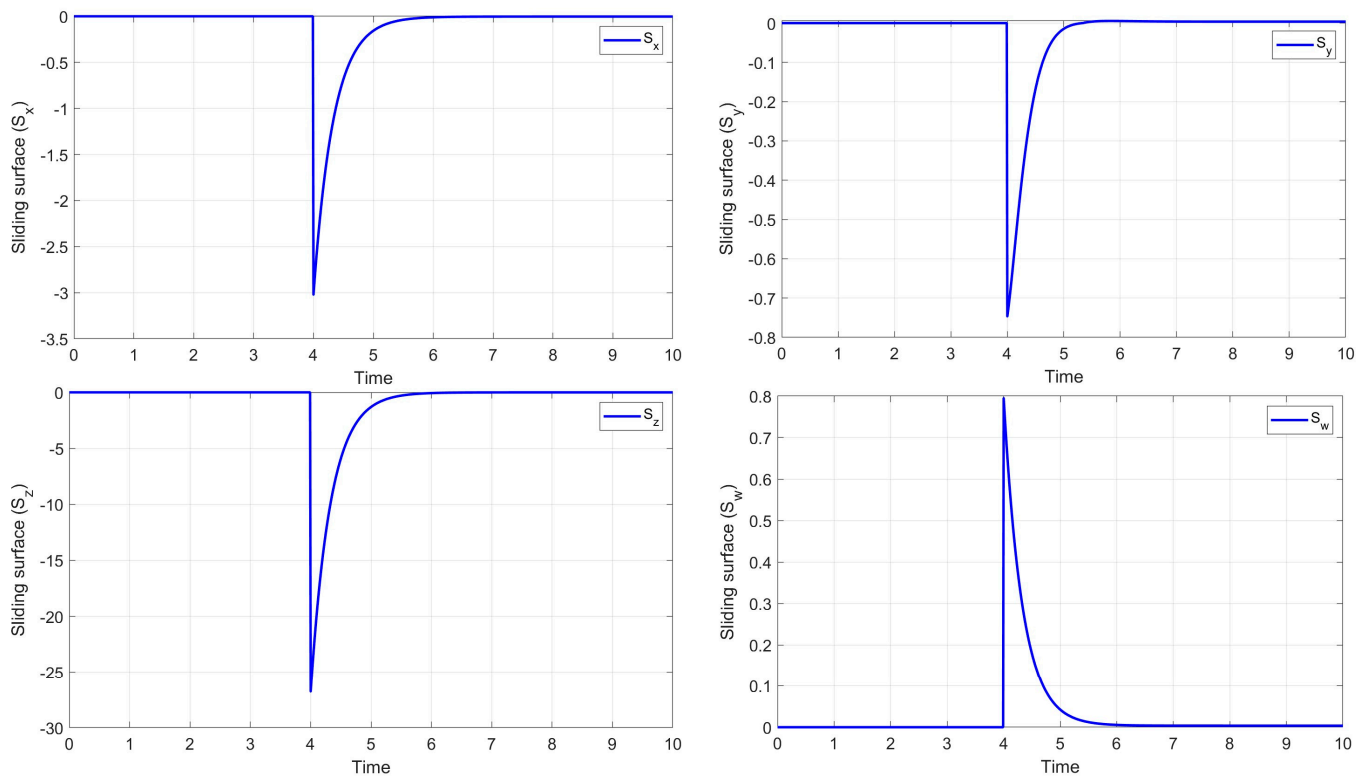 0
-0.5
-1
-1.5
-2
-2.5
-3
-3.5
Sliding surface (S_x)
S_x
0 1 2 3 4 5 6 7 8 9 10
Time
0
-0.1
-0.2
-0.3
-0.4
-0.5
-0.6
-0.7
-0.8
Sliding surface (S_y)
S_y
0 1 2 3 4 5 6 7 8 9 10
Time
0
-5
-10
-15
-20
-25
-30
Sliding surface (S_z)
S_z
0 1 2 3 4 5 6 7 8 9 10
Time
0.8
0.7
0.6
0.5
0.4
0.3
0.2
0.1
0
Sliding surface (S_w)
S_w
0 1 2 3 4 5 6 7 8 9 10
Time